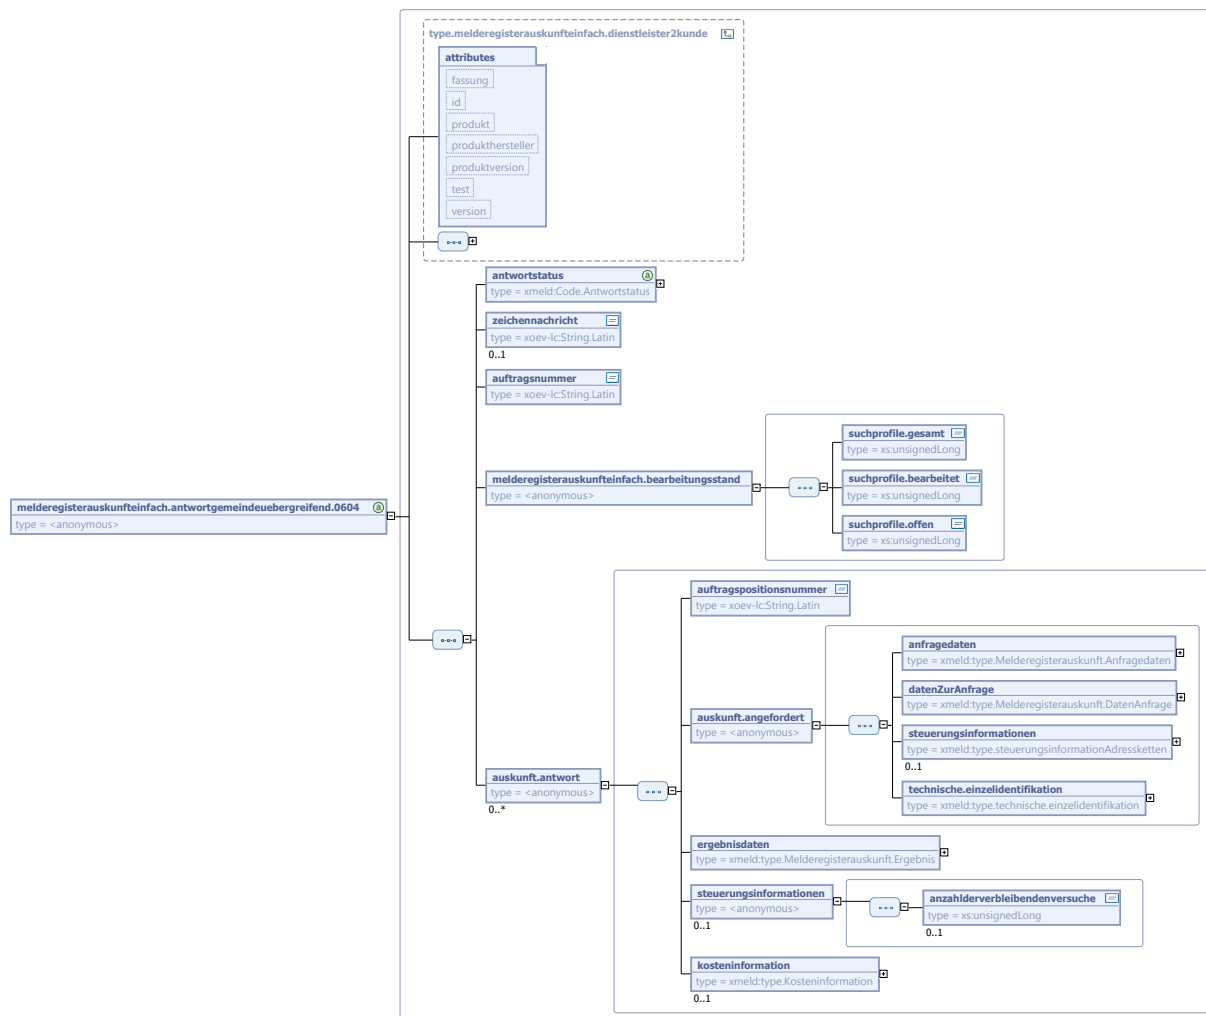 type.melderegisterauskunfteinfach.dienstleister2kunde
attributes
fassung
id
produkt
produkthersteller
produktversion
test
version
antwortstatus
type = xmeld:Code.Antwortstatus
zeichennachricht
type = xoev-lc:String.Latin
0..1
auftragsnummer
type = xoev-lc:String.Latin
melderegisterauskunfteinfach.antwortgemeindeuebergreifend.0604
type = <anonymous>
melderegisterauskunfteinfach.bearbeitungsstand
type = <anonymous>
suchprofile.gesamt
type = xs:unsignedLong
suchprofile.bearbeitet
type = xs:unsignedLong
suchprofile.offen
type = xs:unsignedLong
auskunft.antwort
type = <anonymous>
0..*
auftragspositionsnummer
type = xoev-lc:String.Latin
auskunft.angefordert
type = <anonymous>
anfragedaten
type = xmeld:type.Melderegisterauskunft.Anfragedaten
datenZurAnfrage
type = xmeld:type.Melderegisterauskunft.DatenAnfrage
steuerungsinformationen
type = xmeld:type.steuerungsinformationAdressketten
0..1
technische.einzelidentifikation
type = xmeld:type.technische.einzelidentifikation
ergebnisdaten
type = xmeld:type.Melderegisterauskunft.Ergebnis
steuerungsinformationen
type = <anonymous>
0..1
anzahlderverbleibendenversuche
type = xs:unsignedLong
0..1
kosteninformation
type = xmeld:type.Kosteninformation
0..1